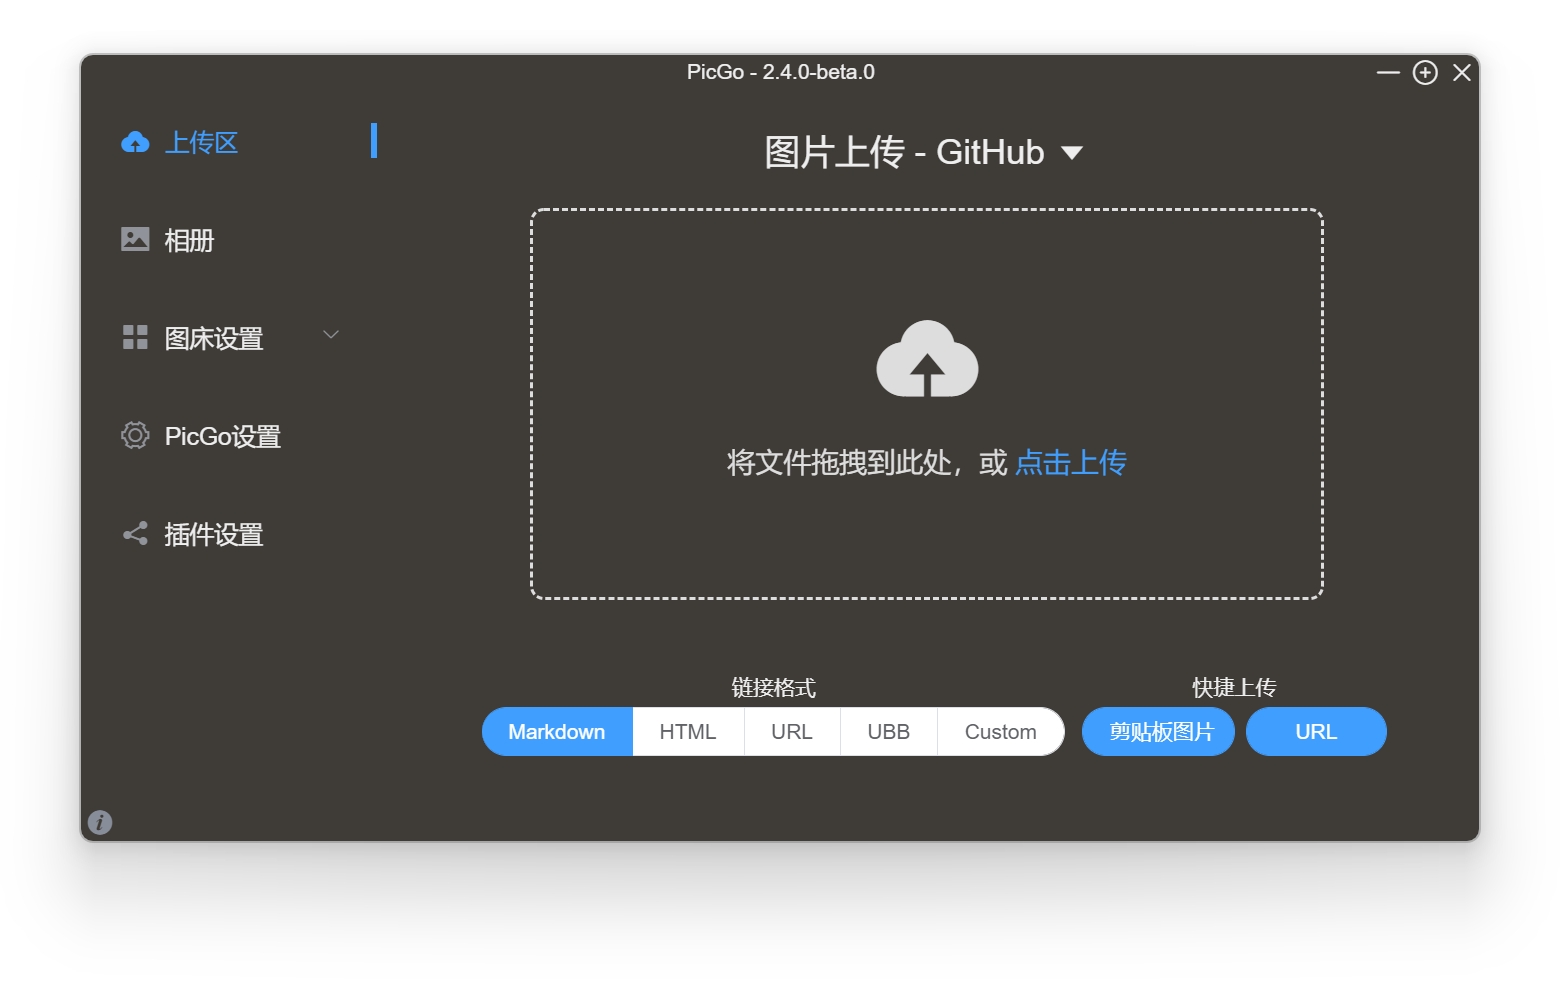 PicGo - 2.4.0-beta.0
上传区
相册
图床设置
PicGo设置
插件设置
图片上传 - GitHub
将文件拖拽到此处，或 点击上传
链接格式
Markdown HTML URL UBB Custom
快捷上传
剪贴板图片 URL
i